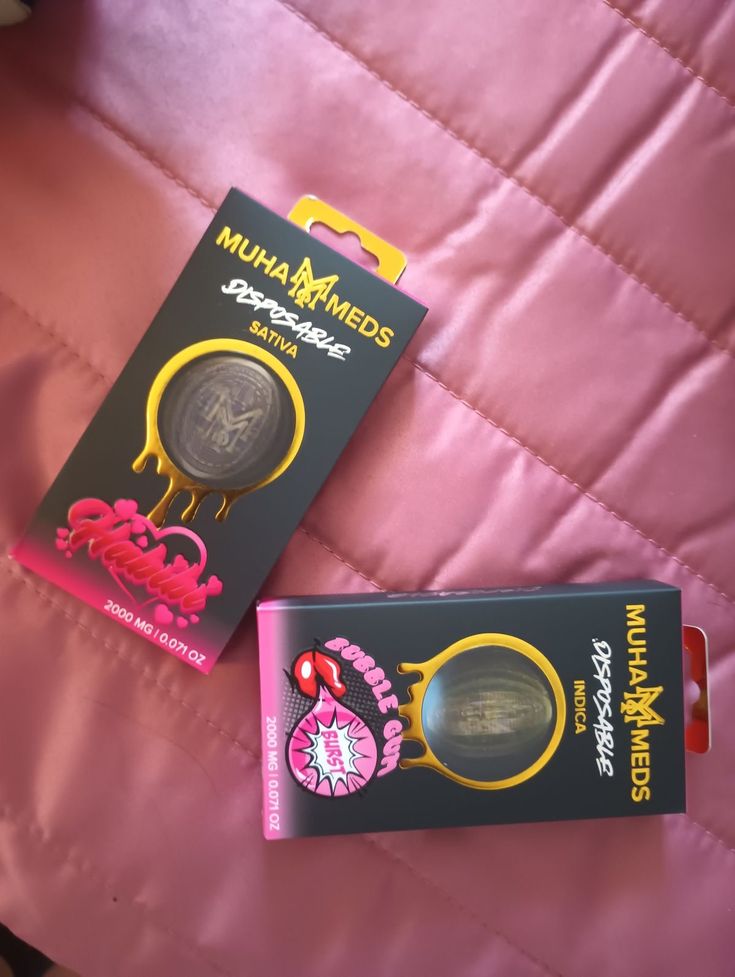 MUHA MEDS
DISPOSABLE
SATIVA
Habibi
2000 MG | 0.071 OZ
MUHA MEDS
DISPOSABLE
INDICA
BUBBLE GUM
BURST
2000 MG | 0.071 OZ